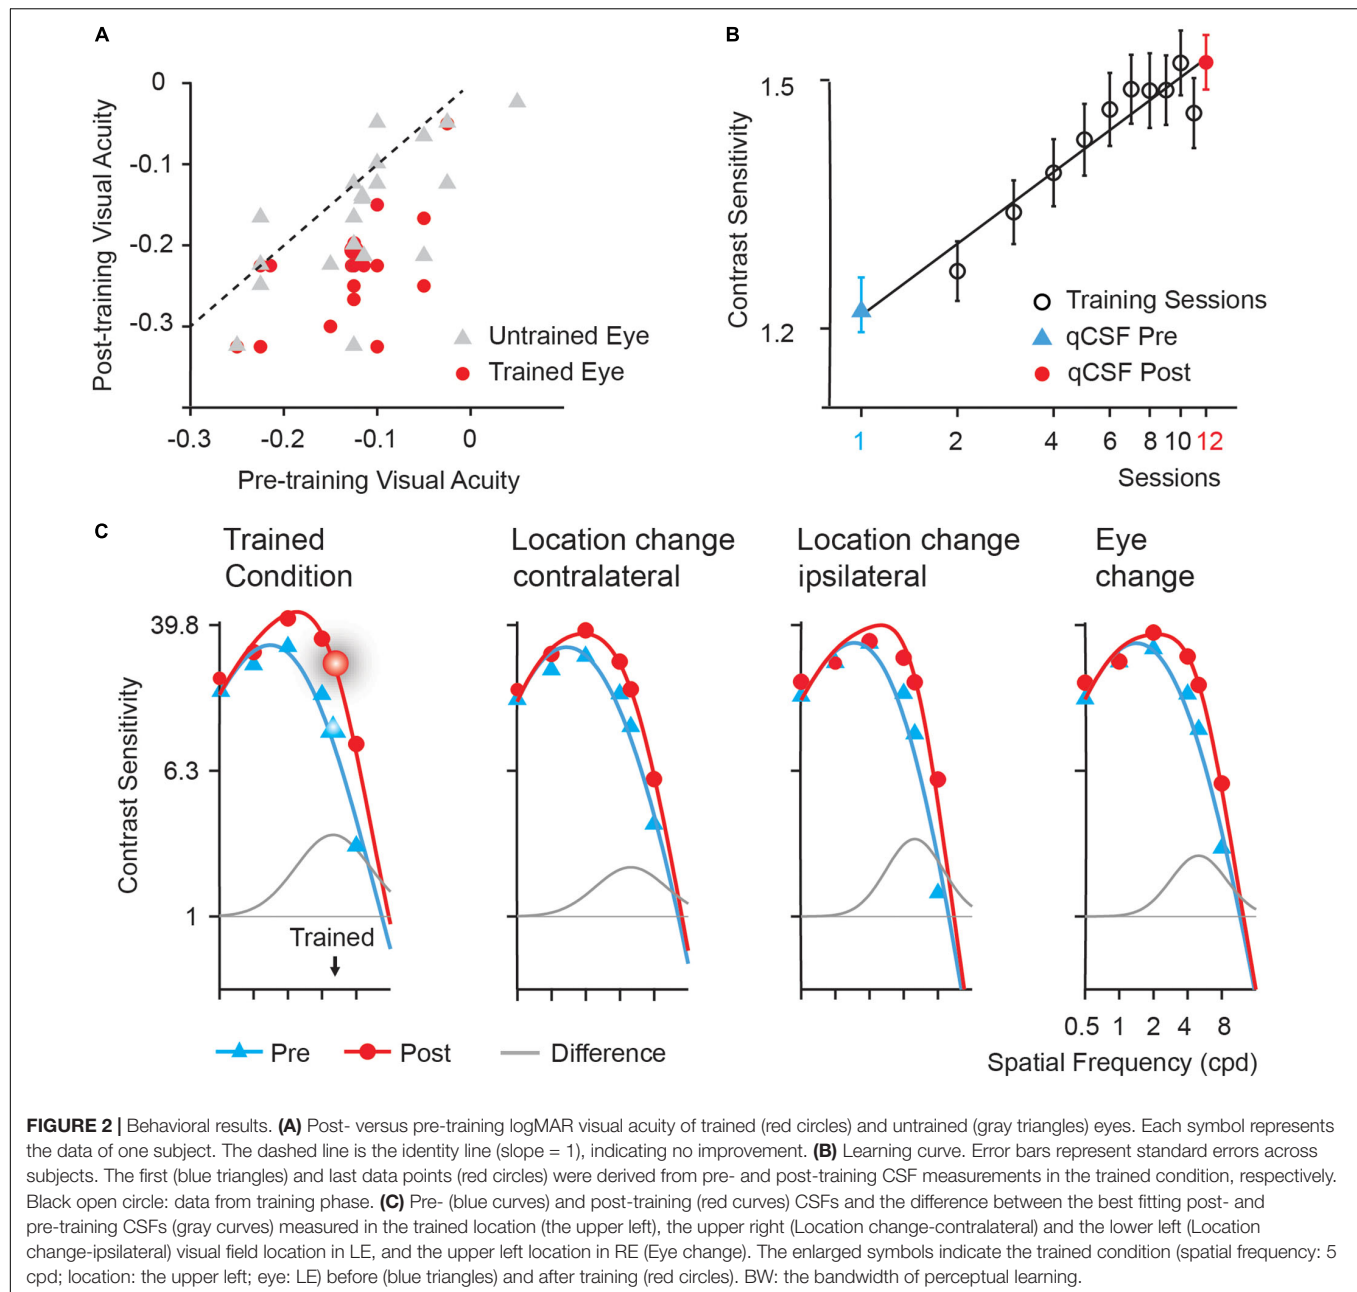 A
0
-0.1
-0.2
-0.3
Post-training Visual Acuity
Untrained Eye
Trained Eye
-0.3 -0.2 -0.1 0
Pre-training Visual Acuity
B
1.5
1.2
Contrast Sensitivity
Training Sessions
qCSF Pre
qCSF Post
1 2 4 6 8 10 12
Sessions
C
Trained
Condition
Location change
contralateral
Location change
ipsilateral
Eye
change
39.8
6.3
1
Contrast Sensitivity
Trained
0.5 1 2 4 8
Spatial Frequency (cpd)
Pre Post Difference
FIGURE 2 | Behavioral results. (A) Post- versus pre-training logMAR visual acuity of trained (red circles) and untrained (gray triangles) eyes. Each symbol represents
the data of one subject. The dashed line is the identity line (slope = 1), indicating no improvement. (B) Learning curve. Error bars represent standard errors across
subjects. The first (blue triangles) and last data points (red circles) were derived from pre- and post-training CSF measurements in the trained condition, respectively.
Black open circle: data from training phase. (C) Pre- (blue curves) and post-training (red curves) CSFs and the difference between the best fitting post- and
pre-training CSFs (gray curves) measured in the trained location (the upper left), the upper right (Location change-contralateral) and the lower left (Location
change-ipsilateral) visual field location in LE, and the upper left location in RE (Eye change). The enlarged symbols indicate the trained condition (spatial frequency: 5
cpd; location: the upper left; eye: LE) before (blue triangles) and after training (red circles). BW: the bandwidth of perceptual learning.